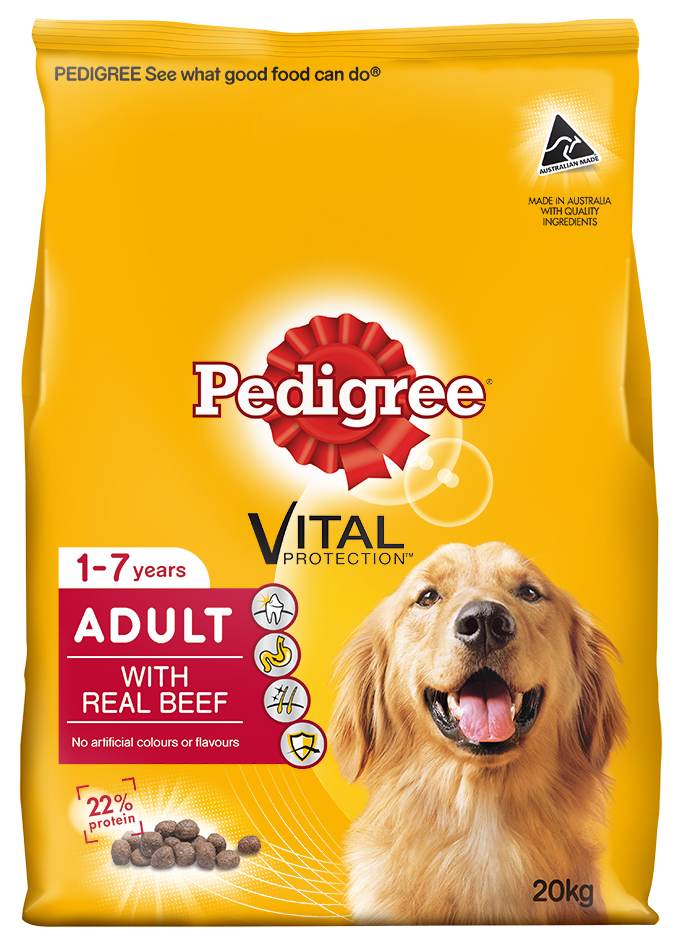 PEDIGREE See what good food can do®
AUSTRALIAN MADE
MADE IN AUSTRALIA
WITH QUALITY
INGREDIENTS
Pedigree®
VITAL
PROTECTION™
1-7 years
ADULT
WITH
REAL BEEF
No artificial colours or flavours
22%
protein
20kg